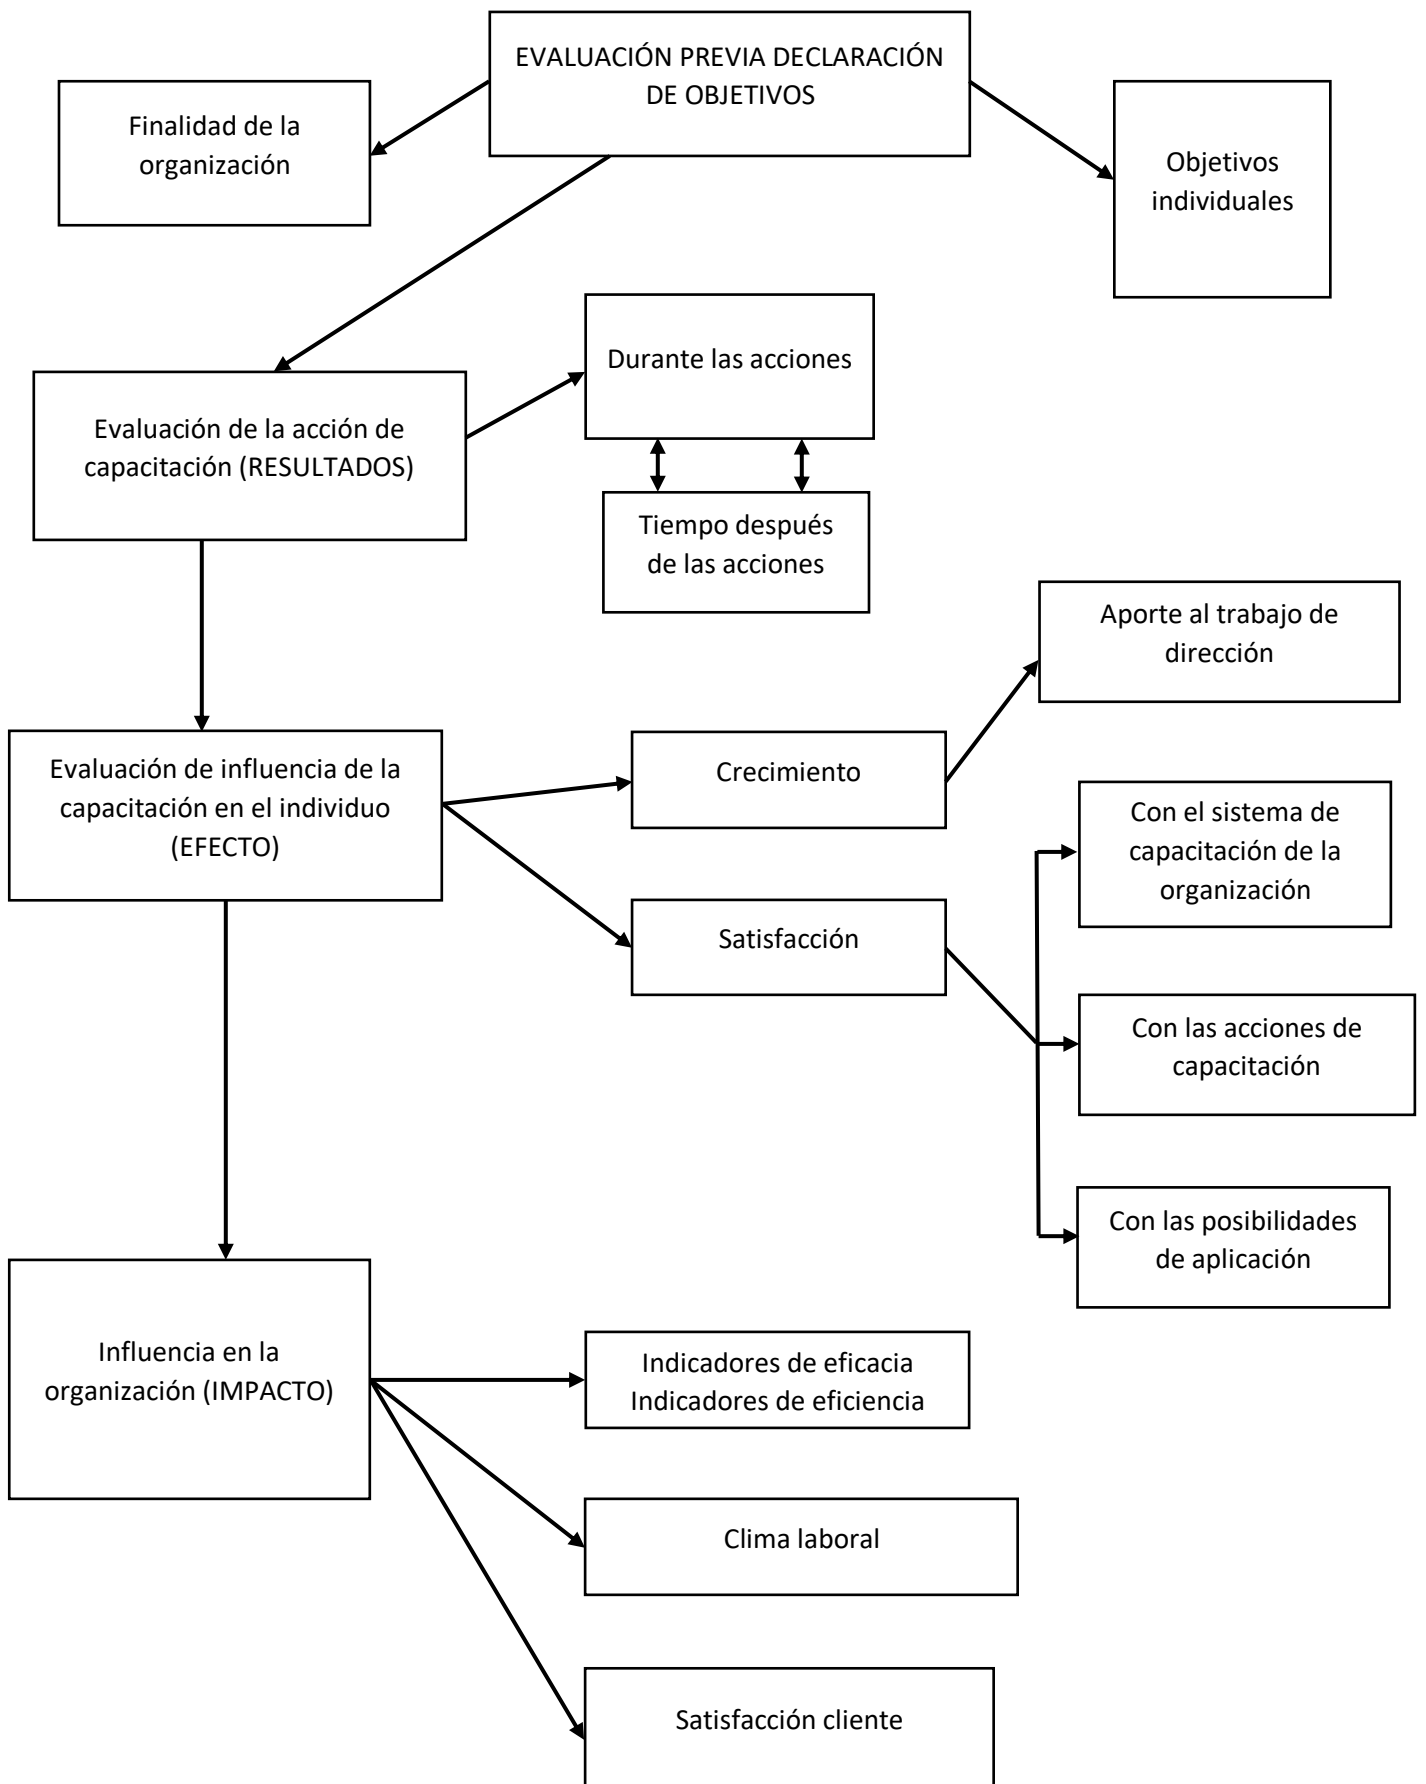 EVALUACIÓN PREVIA DECLARACIÓN
DE OBJETIVOS
Finalidad de la
organización
Objetivos
individuales
Durante las acciones
Evaluación de la acción de
capacitación (RESULTADOS)
Tiempo después
de las acciones
Aporte al trabajo de
dirección
Evaluación de influencia de la
capacitación en el individuo
(EFECTO)
Crecimiento
Con el sistema de
capacitación de la
organización
Satisfacción
Con las acciones de
capacitación
Con las posibilidades
de aplicación
Influencia en la
organización (IMPACTO)
Indicadores de eficacia
Indicadores de eficiencia
Clima laboral
Satisfacción cliente